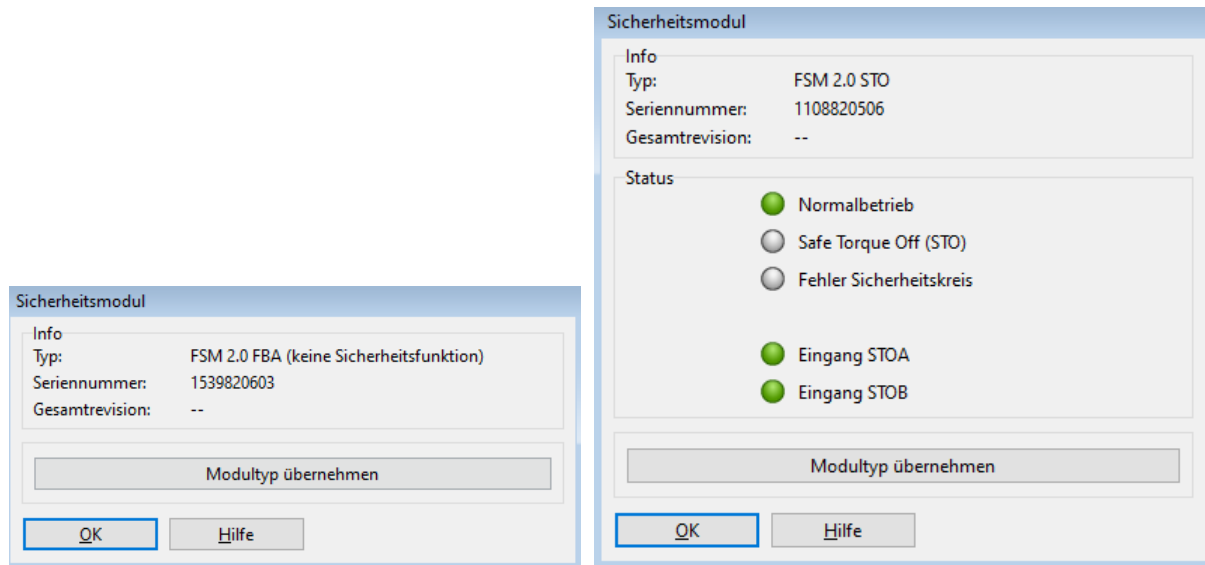 Sicherheitsmodul
Info
Typ: FSM 2.0 FBA (keine Sicherheitsfunktion)
Seriennummer: 1539820603
Gesamtrevision: --
Modultyp übernehmen
OK Hilfe
Sicherheitsmodul
Info
Typ: FSM 2.0 STO
Seriennummer: 1108820506
Gesamtrevision: --
Status
Normalbetrieb
Safe Torque Off (STO)
Fehler Sicherheitskreis
Eingang STOA
Eingang STOB
Modultyp übernehmen
OK Hilfe